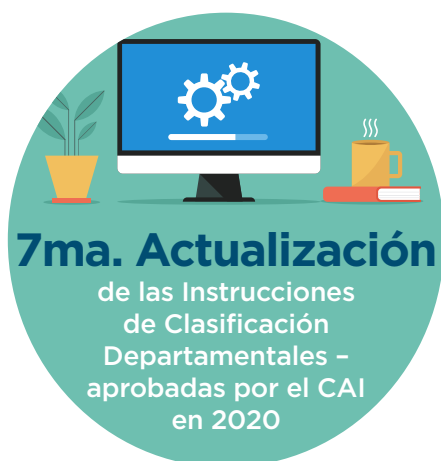 7ma. Actualización
de las Instrucciones
de Clasificación
Departamentales –
aprobadas por el CAI
en 2020